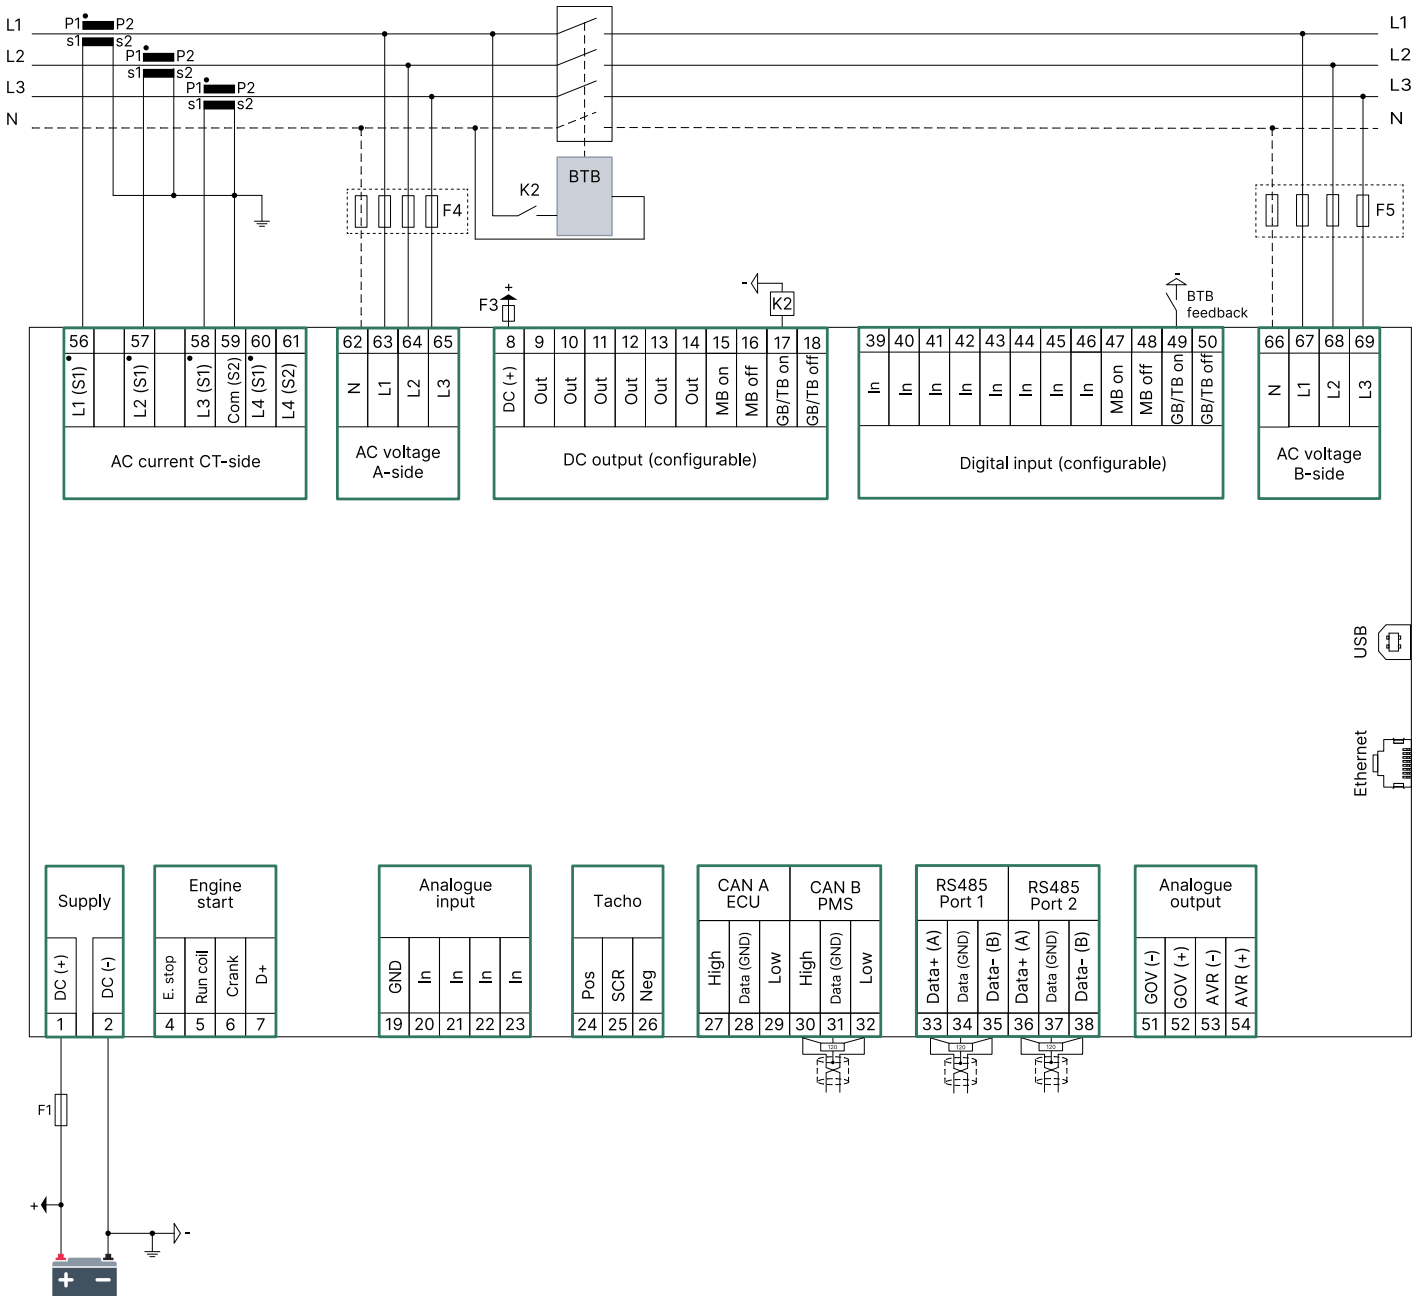 L1
P1 P2
s1 s2
L1
L2
P1 P2
s1 s2
L2
L3
P1 P2
s1 s2
L3
N
N
BTB
K2
F4
F5
+
F3
-
K2
-
BTB
feedback
56 57 58 59 60 61
L1 (S1)
L2 (S1)
L3 (S1)
Com (S2)
L4 (S1)
L4 (S2)
AC current CT-side
62 63 64 65
N
L1
L2
L3
AC voltage
A-side
8 9 10 11 12 13 14 15 16 17 18
DC (+)
Out
Out
Out
Out
Out
Out
MB on
MB off
GB/TB on
GB/TB off
DC output (configurable)
39 40 41 42 43 44 45 46 47 48 49 50
In
In
In
In
In
In
In
In
MB on
MB off
GB/TB on
GB/TB off
Digital input (configurable)
66 67 68 69
N
L1
L2
L3
AC voltage
B-side
USB
Ethernet
Supply
DC (+)
DC (-)
1 2
Engine
start
E. stop
Run coil
Crank
D+
4 5 6 7
Analogue
input
GND
In
In
In
In
19 20 21 22 23
Tacho
Pos
SCR
Neg
24 25 26
CAN A
ECU
CAN B
PMS
High
Data (GND)
Low
High
Data (GND)
Low
27 28 29 30 31 32
RS485
Port 1
RS485
Port 2
Data+ (A)
Data (GND)
Data- (B)
Data+ (A)
Data (GND)
Data- (B)
33 34 35 36 37 38
Analogue
output
GOV (-)
GOV (+)
AVR (-)
AVR (+)
51 52 53 54
120
120
120
F1
+
-
+ −